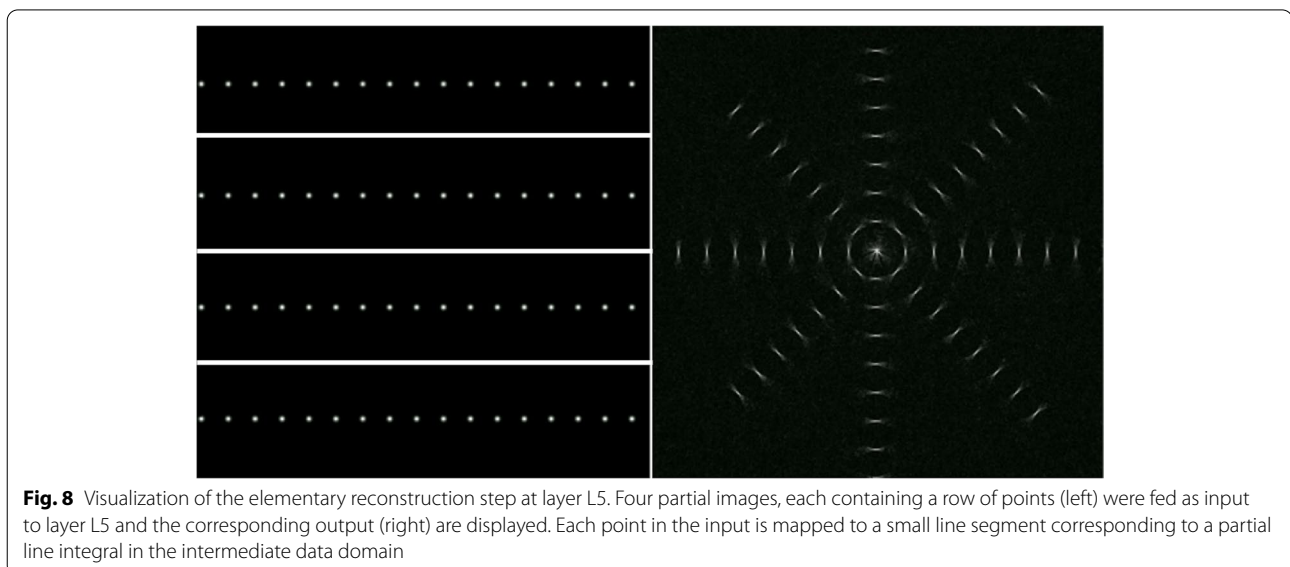 Fig. 8 Visualization of the elementary reconstruction step at layer L5. Four partial images, each containing a row of points (left) were fed as input
to layer L5 and the corresponding output (right) are displayed. Each point in the input is mapped to a small line segment corresponding to a partial
line integral in the intermediate data domain